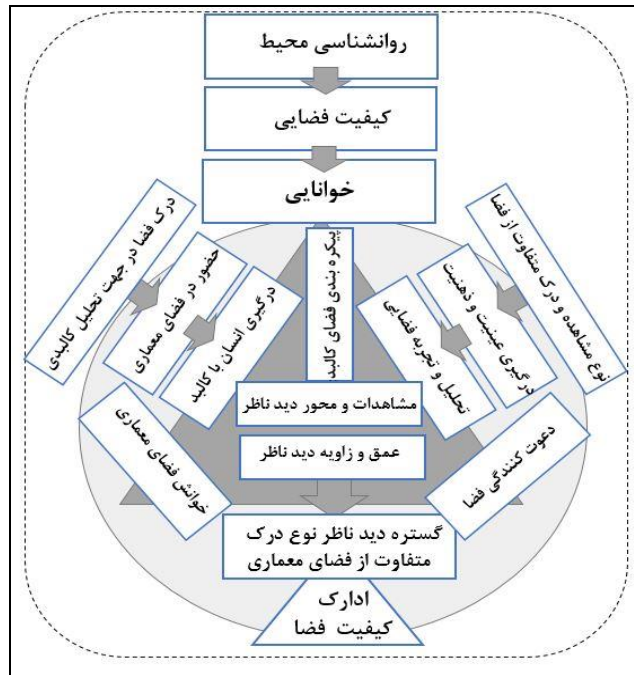 روانشناسی محیط
کیفیت فضایی
خوانایی
درک فضا در جهت تحلیل کالبدی
حضور در فضای معماری
درگیری انسان با کالبد
پیکره بندی فضای کالبد
نوع مشاهده و درک متفاوت از فضا
درگیری عینیت و ذهنیت
تحلیل و تجربه فضایی
مشاهدات و محور دید ناظر
عمق و زاویه دید ناظر
خوانش فضای معماری
دعوت کنندگی فضا
گستره دید ناظر نوع درک
متفاوت از فضای معماری
ادارک
کیفیت فضا